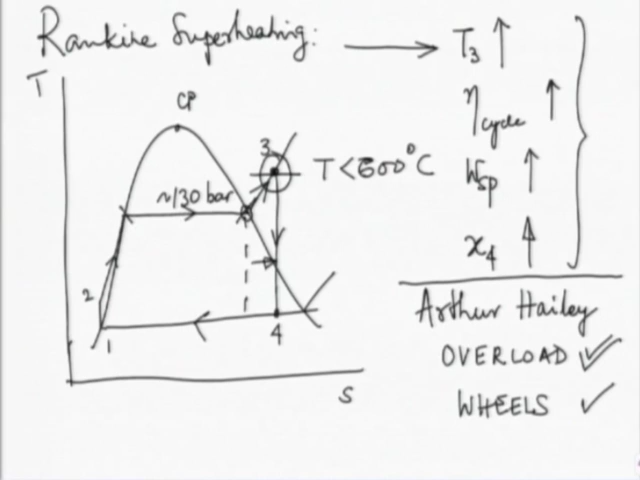 Rankine Superheating:
T3 ↑
η cycle ↑
Wsp ↑
x4 ↑
T
CP
3
T < 600°C
~130 bar
2
1
4
S
Arthur Hailey
OVERLOAD ✓
WHEELS ✓